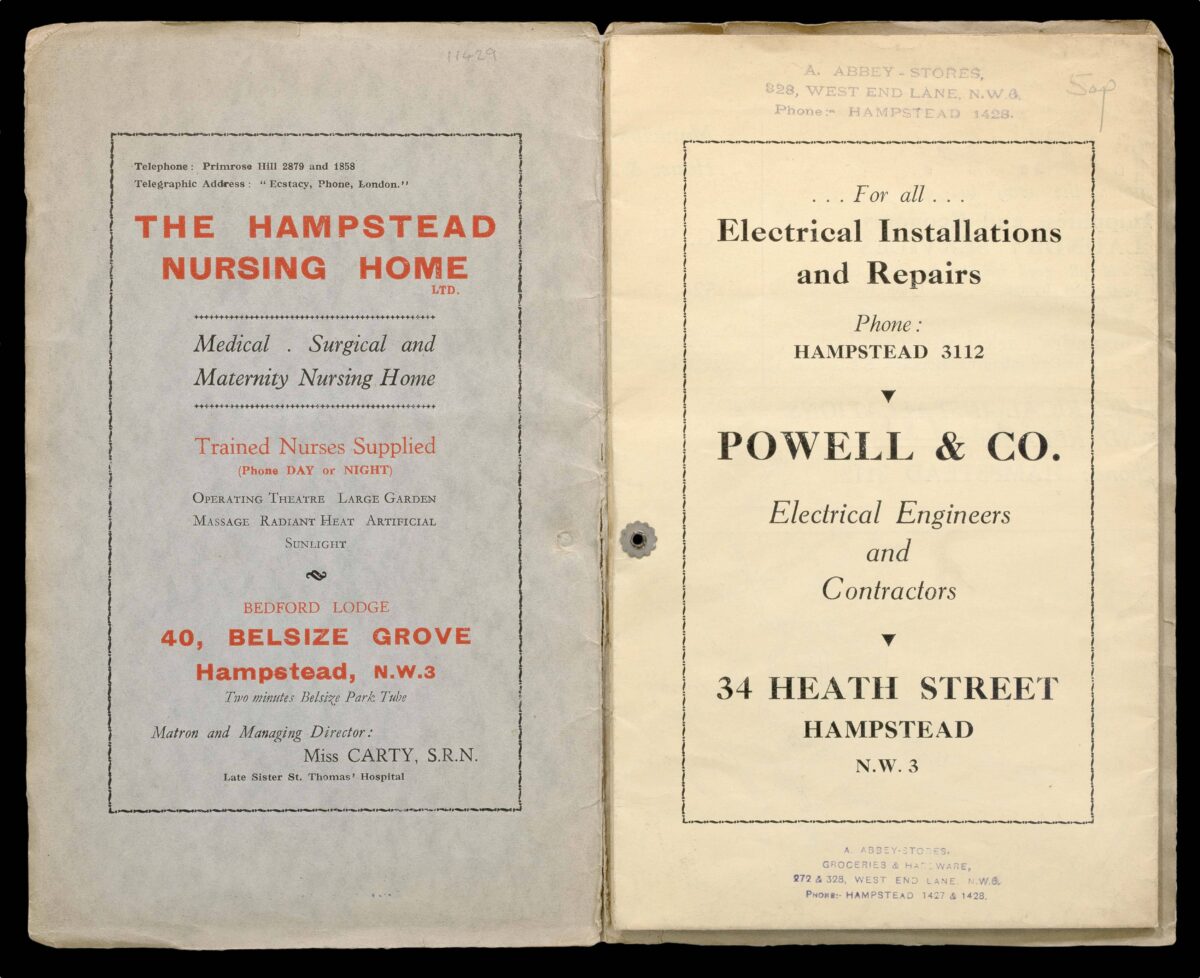 11429
Telephone: Primrose Hill 2879 and 1858
Telegraphic Address: "Ecstacy, Phone, London."
THE HAMPSTEAD
NURSING HOME
LTD.
Medical . Surgical and
Maternity Nursing Home
Trained Nurses Supplied
(Phone DAY or NIGHT)
OPERATING THEATRE LARGE GARDEN
MASSAGE RADIANT HEAT ARTIFICIAL
SUNLIGHT
BEDFORD LODGE
40, BELSIZE GROVE
Hampstead, N.W.3
Two minutes Belsize Park Tube
Matron and Managing Director:
Miss CARTY, S.R.N.
Late Sister St. Thomas' Hospital
A. ABBEY-STORES,
328, WEST END LANE, N.W.6.
Phone:- HAMPSTEAD 1428.
50p
... For all ...
Electrical Installations
and Repairs
Phone:
HAMPSTEAD 3112
POWELL & CO.
Electrical Engineers
and
Contractors
34 HEATH STREET
HAMPSTEAD
N.W. 3
A. ABBEY-STORES.
GROCERIES & HARDWARE,
272 & 328, WEST END LANE, N.W.6.
PHONE:- HAMPSTEAD 1427 & 1428.